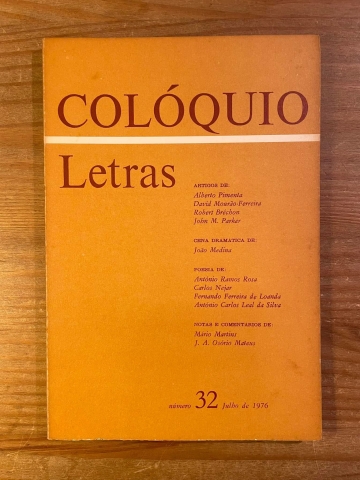 COLÓQUIO
Letras
ARTIGOS DE:
Alberto Pimenta
David Mourão-Ferreira
Robert Bréchon
John M. Parker
CENA DRAMÁTICA DE:
João Medina
POESIA DE:
António Ramos Rosa
Carlos Nejar
Fernando Ferreira de Loanda
António Carlos Leal da Silva
NOTAS E COMENTÁRIOS DE:
Mário Martins
J. A. Osório Mateus
número 32 Julho de 1976